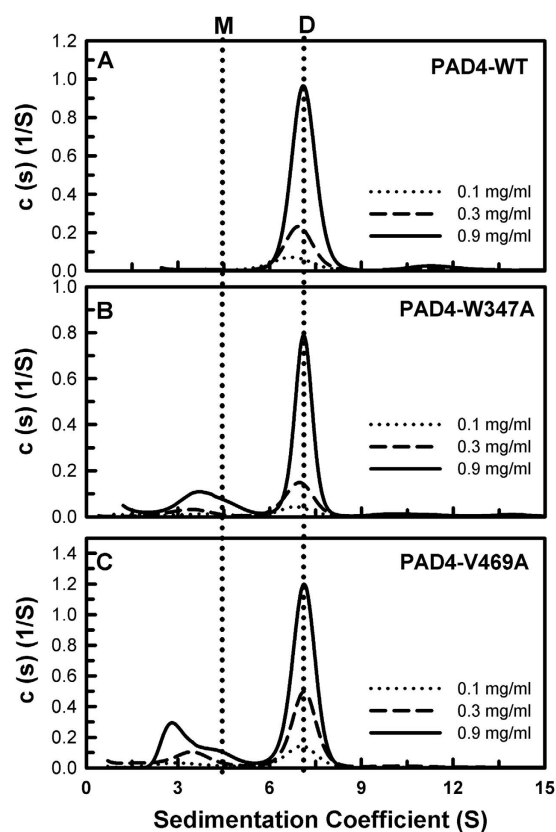 M D
A PAD4-WT
c (s) (1/S)
1.2
1.0
0.8
0.6
0.4
0.2
0.0
0.1 mg/ml
0.3 mg/ml
0.9 mg/ml
B PAD4-W347A
c (s) (1/S)
1.0
0.8
0.6
0.4
0.2
0.0
0.1 mg/ml
0.3 mg/ml
0.9 mg/ml
C PAD4-V469A
c (s) (1/S)
1.4
1.2
1.0
0.8
0.6
0.4
0.2
0.0
0.1 mg/ml
0.3 mg/ml
0.9 mg/ml
0 3 6 9 12 15
Sedimentation Coefficient (S)